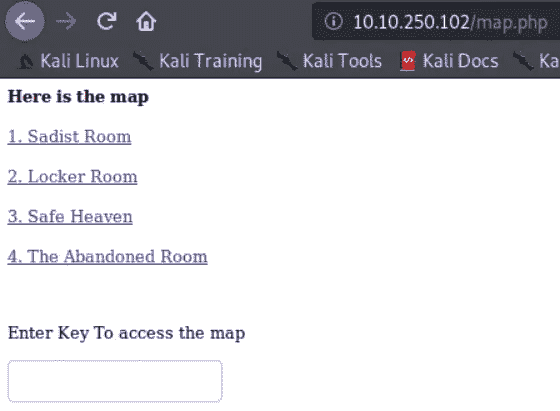 10.10.250.102/map.php
Kali Linux Kali Training Kali Tools Kali Docs Ka
Here is the map
1. Sadist Room
2. Locker Room
3. Safe Heaven
4. The Abandoned Room
Enter Key To access the map